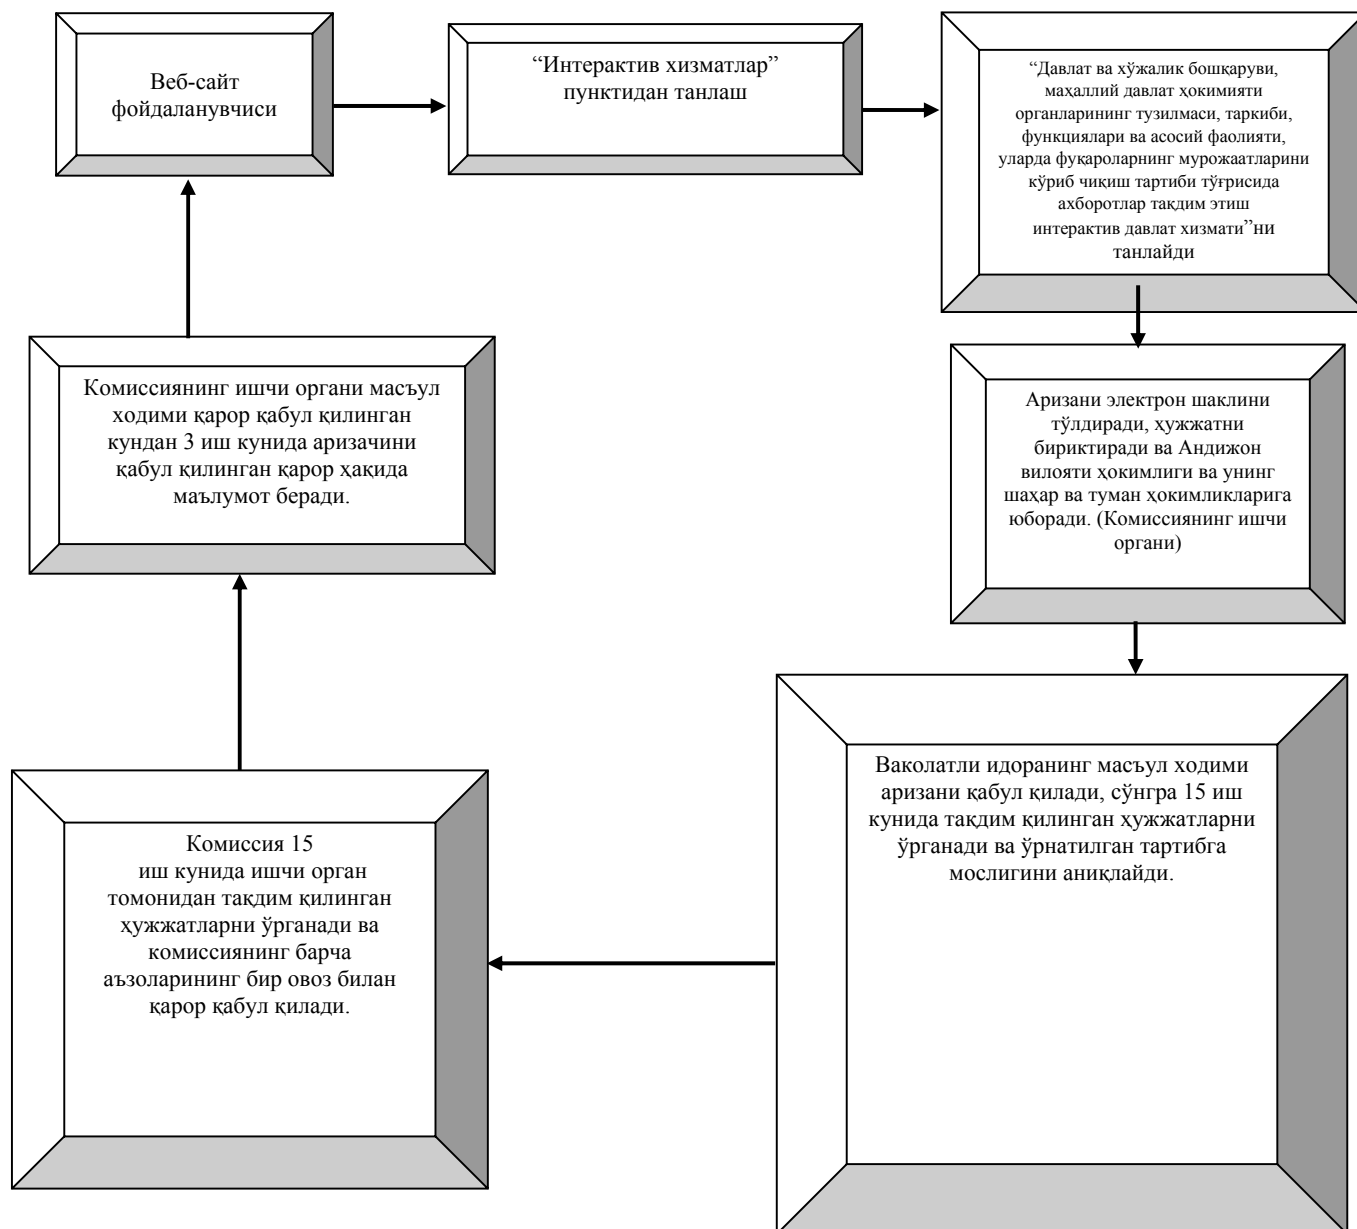 Веб-сайт
фойдаланувчиси
“Интерактив хизматлар”
пунктидан танлаш
“Давлат ва хўжалик бошқаруви,
маҳаллий давлат ҳокимияти
органларининг тузилмаси, таркиби,
функциялари ва асосий фаолияти,
уларда фуқароларнинг мурожаатларини
кўриб чиқиш тартиби тўғрисида
ахборотлар тақдим этиш
интерактив давлат хизмати”ни
танлайди
Аризани электрон шаклини
тўлдиради, ҳужжатни
бириктиради ва Андижон
вилояти ҳокимлиги ва унинг
шаҳар ва туман ҳокимликларига
юборади. (Комиссиянинг ишчи
органи)
Ваколатли идоранинг масъул ходими
аризани қабул қилади, сўнгра 15 иш
кунида тақдим қилинган ҳужжатларни
ўрганади ва ўрнатилган тартибга
мослигини аниқлайди.
Комиссия 15
иш кунида ишчи орган
томонидан тақдим қилинган
ҳужжатларни ўрганади ва
комиссиянинг барча
аъзоларининг бир овоз билан
қарор қабул қилади.
Комиссиянинг ишчи органи масъул
ходими қарор қабул қилинган
кундан 3 иш кунида аризачини
қабул қилинган қарор ҳақида
маълумот беради.